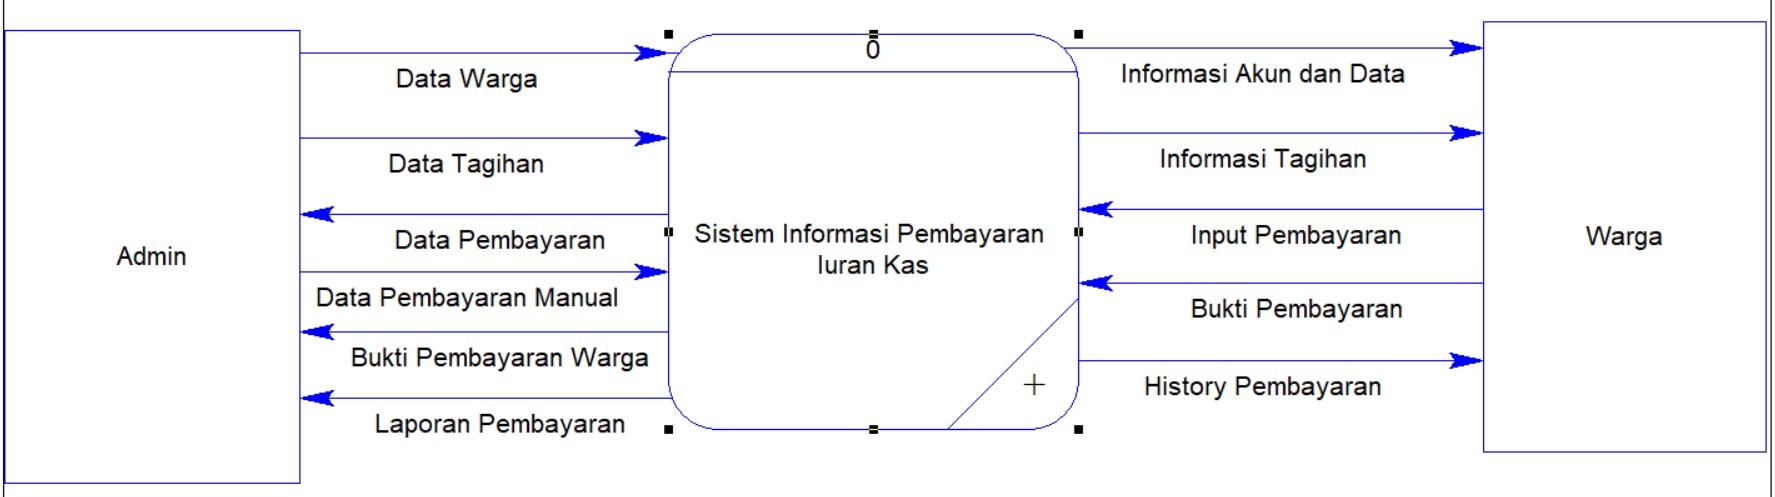 Admin
Data Warga
Data Tagihan
Data Pembayaran
Data Pembayaran Manual
Bukti Pembayaran Warga
Laporan Pembayaran
0
Sistem Informasi Pembayaran
Iuran Kas
Informasi Akun dan Data
Informasi Tagihan
Input Pembayaran
Bukti Pembayaran
History Pembayaran
Warga